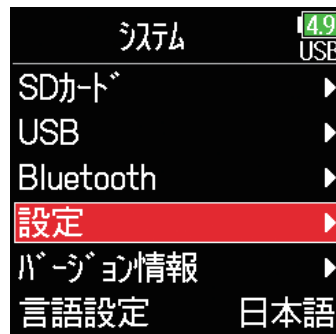 システム
4.9
USB
SDカード
USB
Bluetooth
設定
バージョン情報
言語設定 日本語